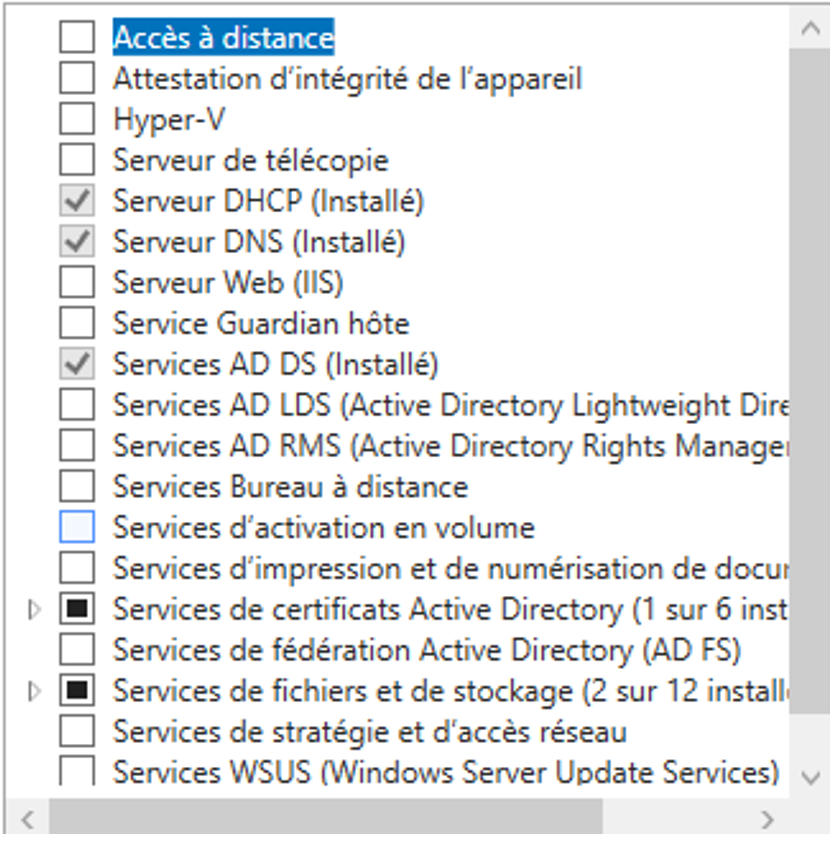 Accès à distance
Attestation d’intégrité de l’appareil
Hyper-V
Serveur de télécopie
Serveur DHCP (Installé)
Serveur DNS (Installé)
Serveur Web (IIS)
Service Guardian hôte
Services AD DS (Installé)
Services AD LDS (Active Directory Lightweight Dire
Services AD RMS (Active Directory Rights Manager
Services Bureau à distance
Services d’activation en volume
Services d’impression et de numérisation de docur
Services de certificats Active Directory (1 sur 6 inst
Services de fédération Active Directory (AD FS)
Services de fichiers et de stockage (2 sur 12 install
Services de stratégie et d’accès réseau
Services WSUS (Windows Server Update Services)